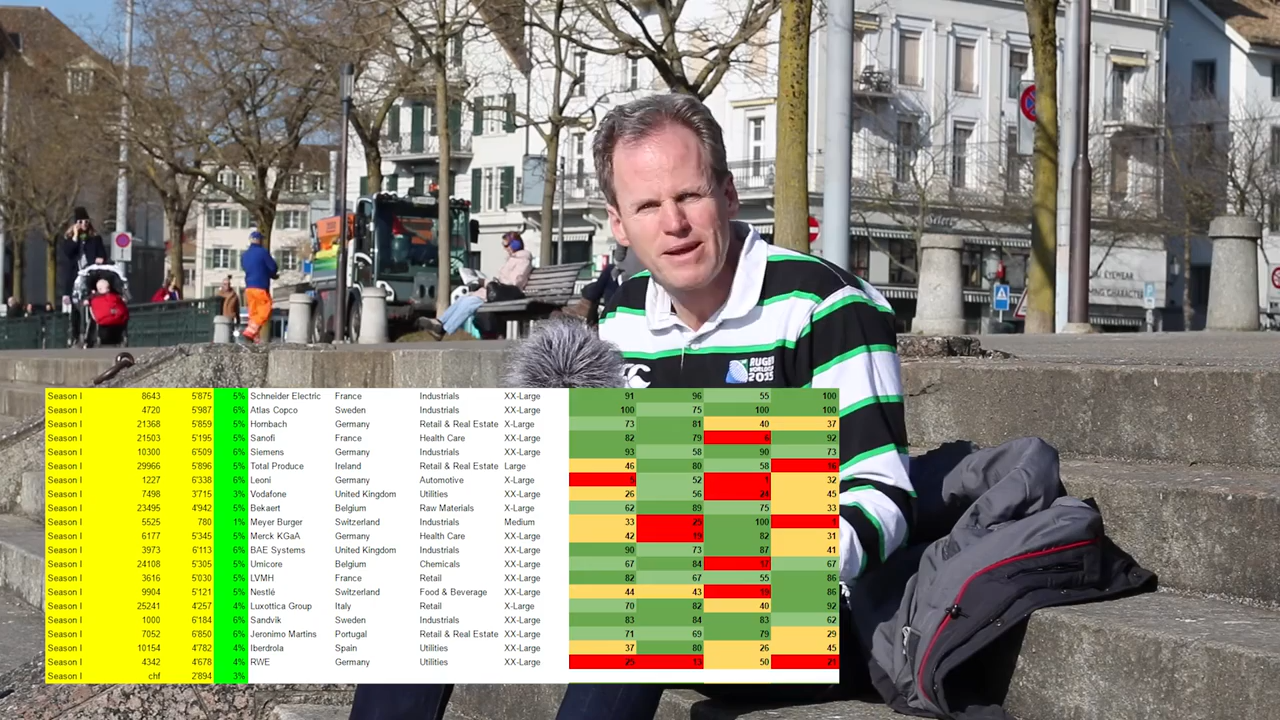 Select
YOU EYEWEAR
HING CHARACTER
RUGBY
WORLD CUP
2015
Season I 8643 5'875 5% Schneider Electric France Industrials XX-Large 91 96 55 100
Season I 4720 5'987 6% Atlas Copco Sweden Industrials XX-Large 100 75 100 100
Season I 21368 5'859 5% Hornbach Germany Retail & Real Estate X-Large 73 81 40 37
Season I 21503 5'195 5% Sanofi France Health Care XX-Large 82 79 6 92
Season I 10300 6'509 6% Siemens Germany Industrials XX-Large 93 58 90 73
Season I 29966 5'896 5% Total Produce Ireland Retail & Real Estate Large 46 80 58 16
Season I 1227 6'338 6% Leoni Germany Automotive X-Large 5 52 1 32
Season I 7498 3'715 3% Vodafone United Kingdom Utilities XX-Large 26 56 24 45
Season I 23495 4'942 5% Bekaert Belgium Raw Materials X-Large 62 89 75 33
Season I 5525 780 1% Meyer Burger Switzerland Industrials Medium 33 25 100 1
Season I 6177 5'345 5% Merck KGaA Germany Health Care XX-Large 42 19 82 31
Season I 3973 6'113 6% BAE Systems United Kingdom Industrials XX-Large 90 73 87 41
Season I 24108 5'305 5% Umicore Belgium Chemicals XX-Large 67 84 17 67
Season I 3616 5'030 5% LVMH France Retail XX-Large 82 67 55 86
Season I 9904 5'121 5% Nestlé Switzerland Food & Beverage XX-Large 44 43 19 86
Season I 25241 4'257 4% Luxottica Group Italy Retail X-Large 70 82 40 92
Season I 1000 6'184 6% Sandvik Sweden Industrials XX-Large 83 84 83 62
Season I 7052 6'850 6% Jeronimo Martins Portugal Retail & Real Estate XX-Large 71 69 79 29
Season I 10154 4'782 4% Iberdrola Spain Utilities XX-Large 37 80 26 45
Season I 4342 4'678 4% RWE Germany Utilities XX-Large 25 13 50 21
Season I chf 2'894 3%